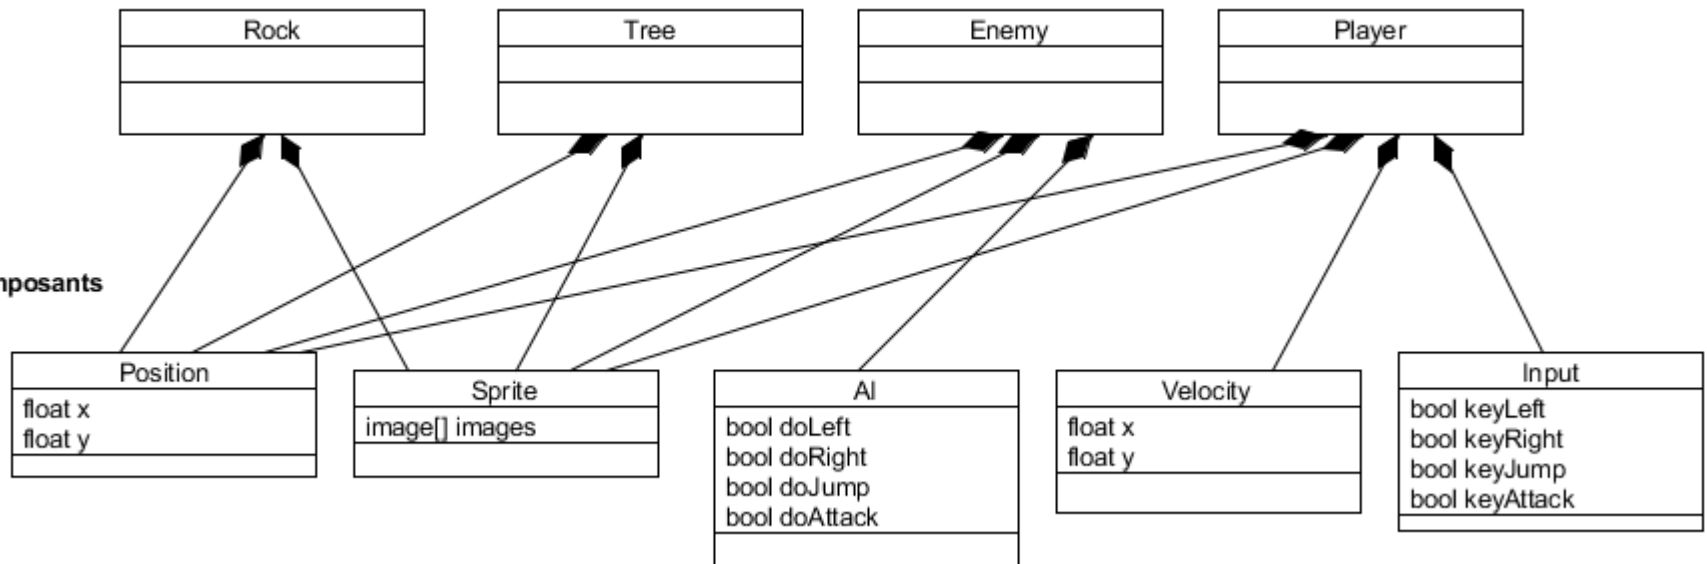 Rock
Tree
Enemy
Player
Position
float x
float y
Sprite
image[] images
AI
bool doLeft
bool doRight
bool doJump
bool doAttack
Velocity
float x
float y
Input
bool keyLeft
bool keyRight
bool keyJump
bool keyAttack